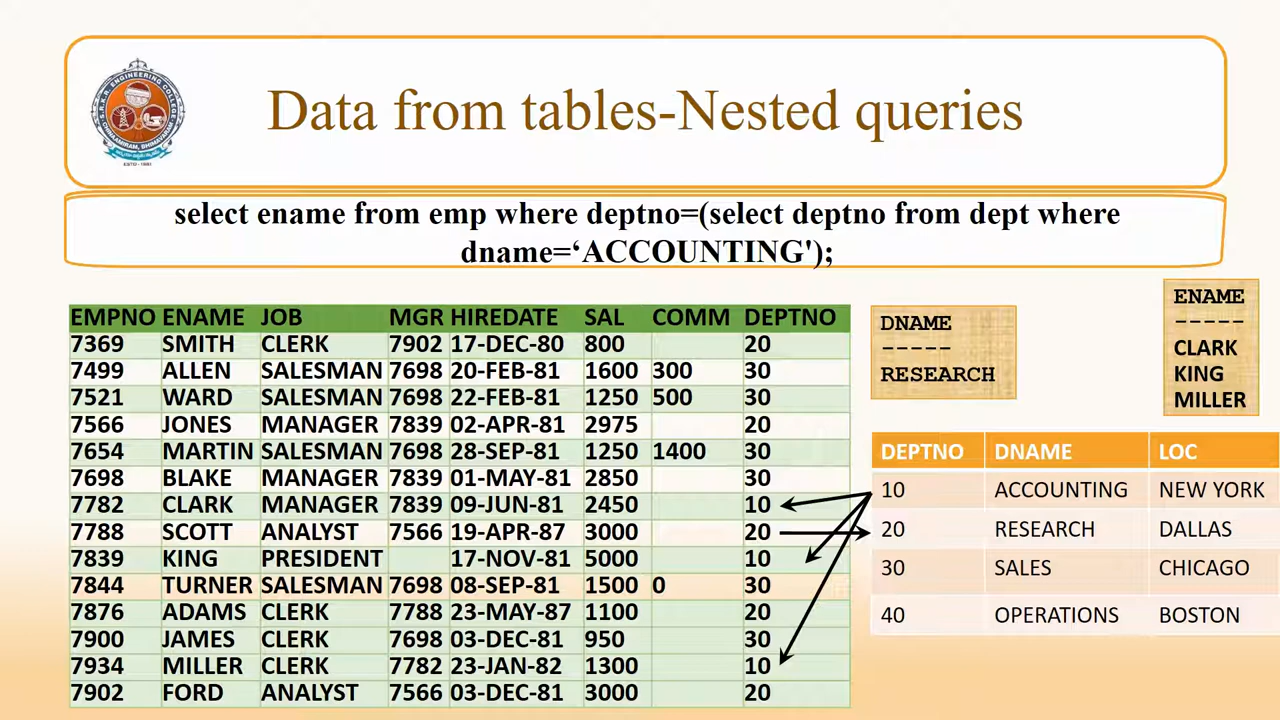 S.R.K.R. ENGINEERING COLLEGE
ESTD - 1980
Data from tables-Nested queries
select ename from emp where deptno=(select deptno from dept where
dname=‘ACCOUNTING');
EMPNO ENAME JOB MGR HIREDATE SAL COMM DEPTNO
7369 SMITH CLERK 7902 17-DEC-80 800 20
7499 ALLEN SALESMAN 7698 20-FEB-81 1600 300 30
7521 WARD SALESMAN 7698 22-FEB-81 1250 500 30
7566 JONES MANAGER 7839 02-APR-81 2975 20
7654 MARTIN SALESMAN 7698 28-SEP-81 1250 1400 30
7698 BLAKE MANAGER 7839 01-MAY-81 2850 30
7782 CLARK MANAGER 7839 09-JUN-81 2450 10
7788 SCOTT ANALYST 7566 19-APR-87 3000 20
7839 KING PRESIDENT 17-NOV-81 5000 10
7844 TURNER SALESMAN 7698 08-SEP-81 1500 0 30
7876 ADAMS CLERK 7788 23-MAY-87 1100 20
7900 JAMES CLERK 7698 03-DEC-81 950 30
7934 MILLER CLERK 7782 23-JAN-82 1300 10
7902 FORD ANALYST 7566 03-DEC-81 3000 20
DNAME
-----
RESEARCH
ENAME
-----
CLARK
KING
MILLER
DEPTNO DNAME LOC
10 ACCOUNTING NEW YORK
20 RESEARCH DALLAS
30 SALES CHICAGO
40 OPERATIONS BOSTON